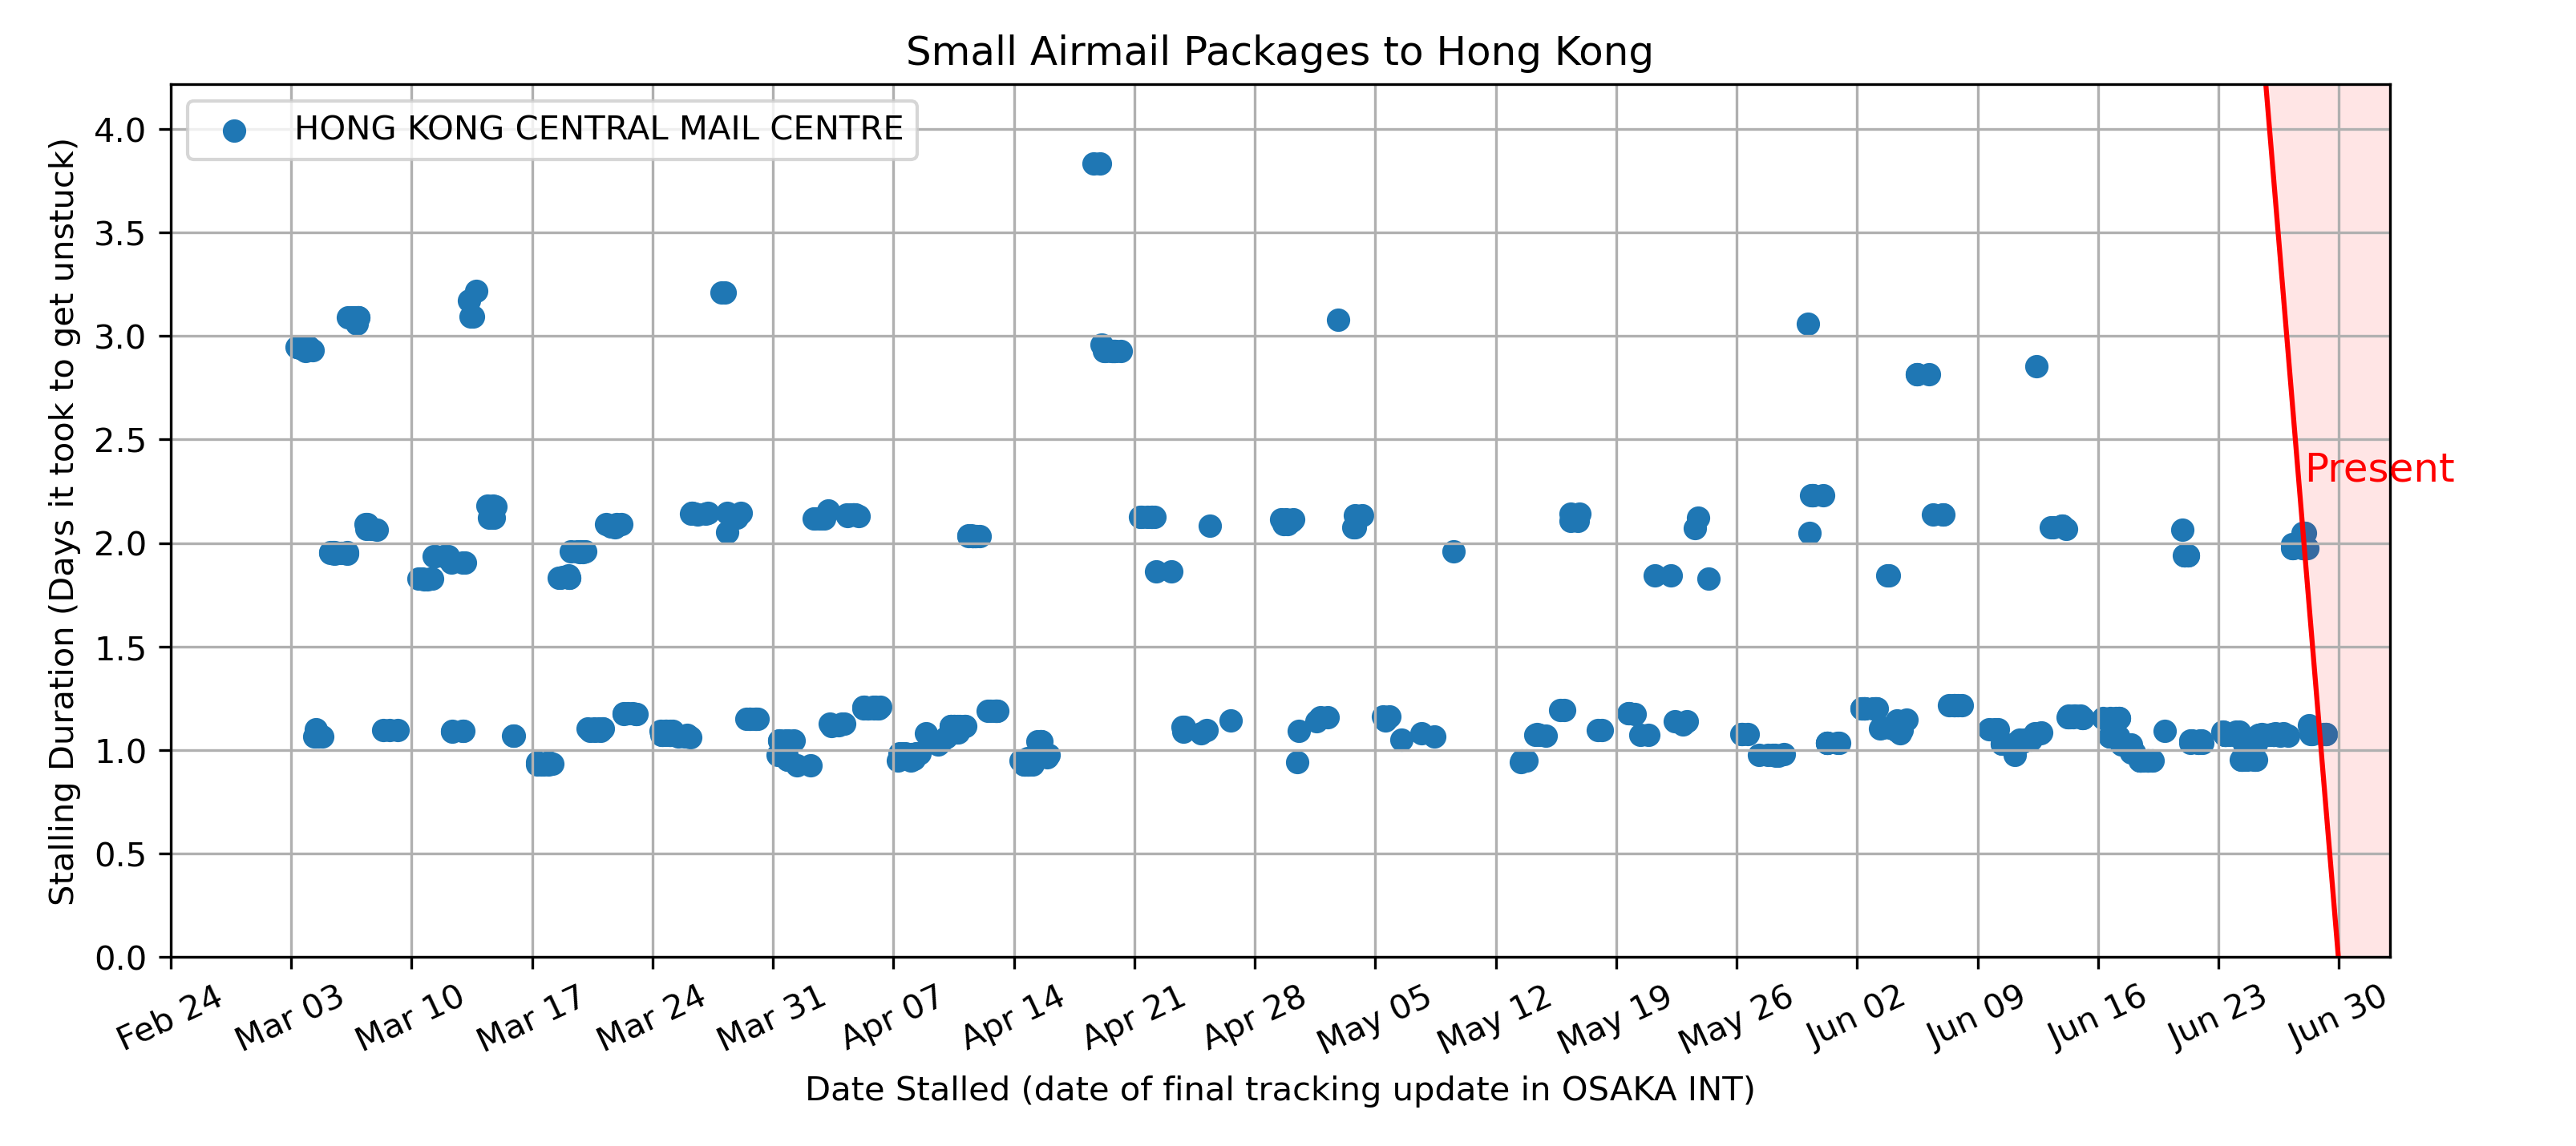 Small Airmail Packages to Hong Kong
HONG KONG CENTRAL MAIL CENTRE
Stalling Duration (Days it took to get unstuck)
4.0
3.5
3.0
2.5
2.0
1.5
1.0
0.5
0.0
Present
Feb 24
Mar 03
Mar 10
Mar 17
Mar 24
Mar 31
Apr 07
Apr 14
Apr 21
Apr 28
May 05
May 12
May 19
May 26
Jun 02
Jun 09
Jun 16
Jun 23
Jun 30
Date Stalled (date of final tracking update in OSAKA INT)